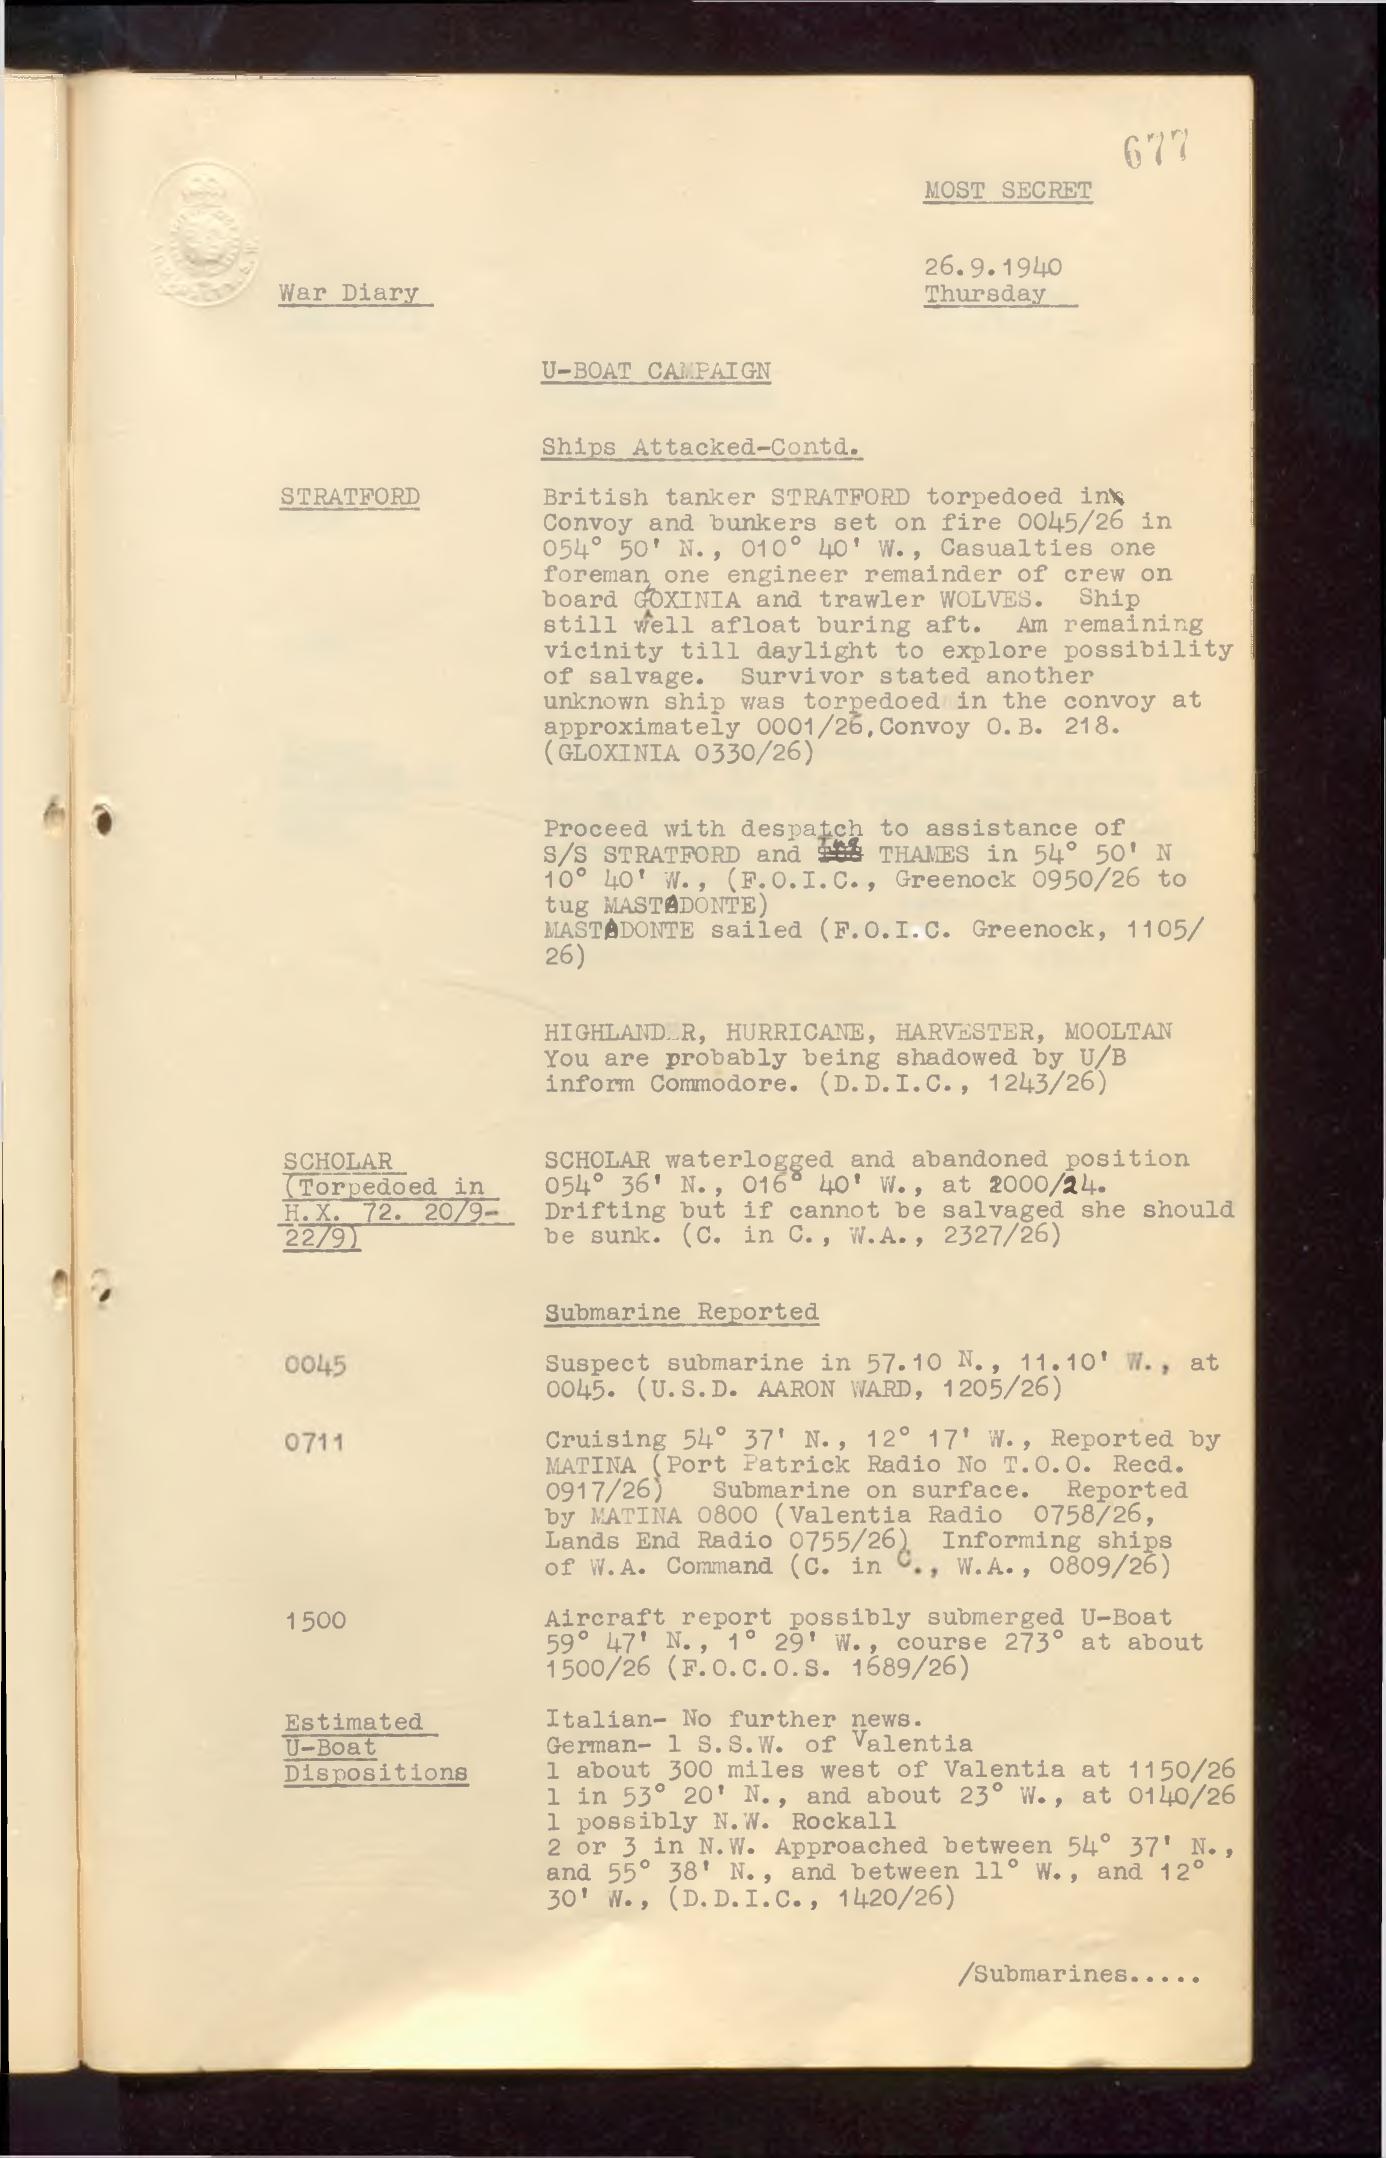 677
MOST SECRET
26.9.1940
War Diary
Thursday
U-BOAT CAMPAIGN
Ships Attacked-Contd.
STRATFORD
British tanker STRATFORD torpedoed in
Convoy and bunkers set on fire 0045/26 in
054° 50' N., 010° 40' W., Casualties one
foreman, one engineer remainder of crew on
board GLOXINIA and trawler WOLVES. Ship
still well afloat buring aft. Am remaining
vicinity till daylight to explore possibility
of salvage. Survivor stated another
unknown ship was torpedoed in the convoy at
approximately 0001/26, Convoy O.B. 218.
(GLOXINIA 0330/26)
Proceed with despatch to assistance of
S/S STRATFORD and Tug THAMES in 54° 50' N
10° 40' W., (F.O.I.C., Greenock 0950/26 to
tug MASTADONTE)
MASTADONTE sailed (F.O.I.C. Greenock, 1105/
26)
HIGHLANDER, HURRICANE, HARVESTER, MOOLTAN
You are probably being shadowed by U/B
inform Commodore. (D.D.I.C., 1243/26)
SCHOLAR
(Torpedoed in
H.X. 72. 20/9-
22/9)
SCHOLAR waterlogged and abandoned position
054° 36' N., 016° 40' W., at 2000/24.
Drifting but if cannot be salvaged she should
be sunk. (C. in C., W.A., 2327/26)
Submarine Reported
0045
Suspect submarine in 57.10 N., 11.10' W., at
0045. (U.S.D. AARON WARD, 1205/26)
0711
Cruising 54° 37' N., 12° 17' W., Reported by
MATINA (Port Patrick Radio No T.O.O. Recd.
0917/26) Submarine on surface. Reported
by MATINA 0800 (Valentia Radio 0758/26,
Lands End Radio 0755/26) Informing ships
of W.A. Command (C. in C., W.A., 0809/26)
1500
Aircraft report possibly submerged U-Boat
59° 47' N., 1° 29' W., course 273° at about
1500/26 (F.O.C.O.S. 1689/26)
Estimated
U-Boat
Dispositions
Italian- No further news.
German- 1 S.S.W. of Valentia
1 about 300 miles west of Valentia at 1150/26
1 in 53° 20' N., and about 23° W., at 0140/26
1 possibly N.W. Rockall
2 or 3 in N.W. Approached between 54° 37' N.,
and 55° 38' N., and between 11° W., and 12°
30' W., (D.D.I.C., 1420/26)
/Submarines.....